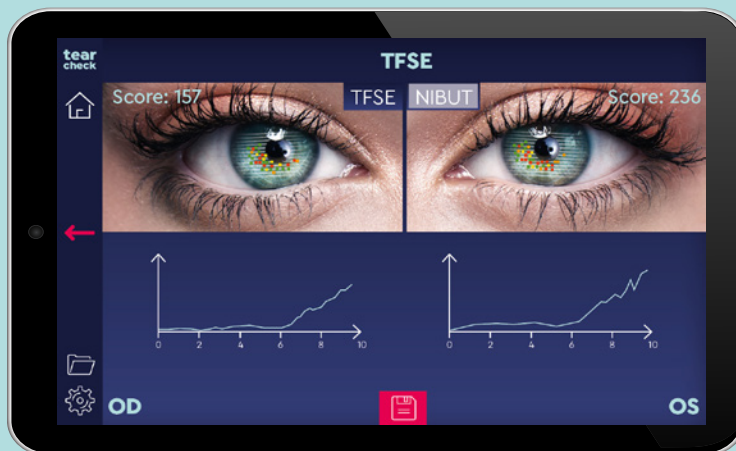 tear
check
TFSE
Score: 157
TFSE
NIBUT
Score: 236
0 2 4 6 8 10
0 2 4 6 8 10
OD
OS